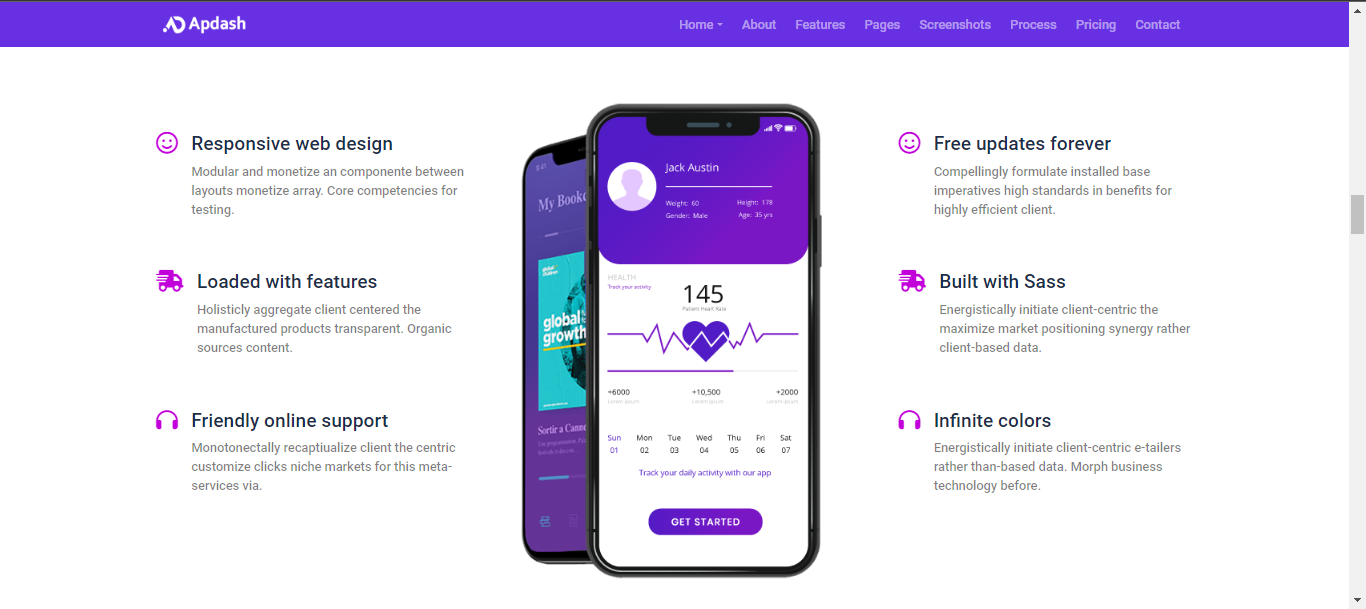 Apdash
Home
About
Features
Pages
Screenshots
Process
Pricing
Contact
Responsive web design
Modular and monetize an componente between
layouts monetize array. Core competencies for
testing.
Loaded with features
Holisticly aggregate client centered the
manufactured products transparent. Organic
sources content.
Friendly online support
Monotonectally recaptiualize client the centric
customize clicks niche markets for this meta-
services via.
9:41
My Book
global
children
global
growth
Sortir a Canne
Jack Austin
Weight: 60
Height: 178
Gender: Male
Age: 35 yrs
HEALTH
Track your activity
145
Patient Heart Rate
+6000
+10,500
+2000
Lorem ipsum
Lorem ipsum
Lorem ipsum
Sun Mon Tue Wed Thu Fri Sat
01 02 03 04 05 06 07
Track your daily activity with our app
GET STARTED
Free updates forever
Compellingly formulate installed base
imperatives high standards in benefits for
highly efficient client.
Built with Sass
Energistically initiate client-centric the
maximize market positioning synergy rather
client-based data.
Infinite colors
Energistically initiate client-centric e-tailers
rather than-based data. Morph business
technology before.